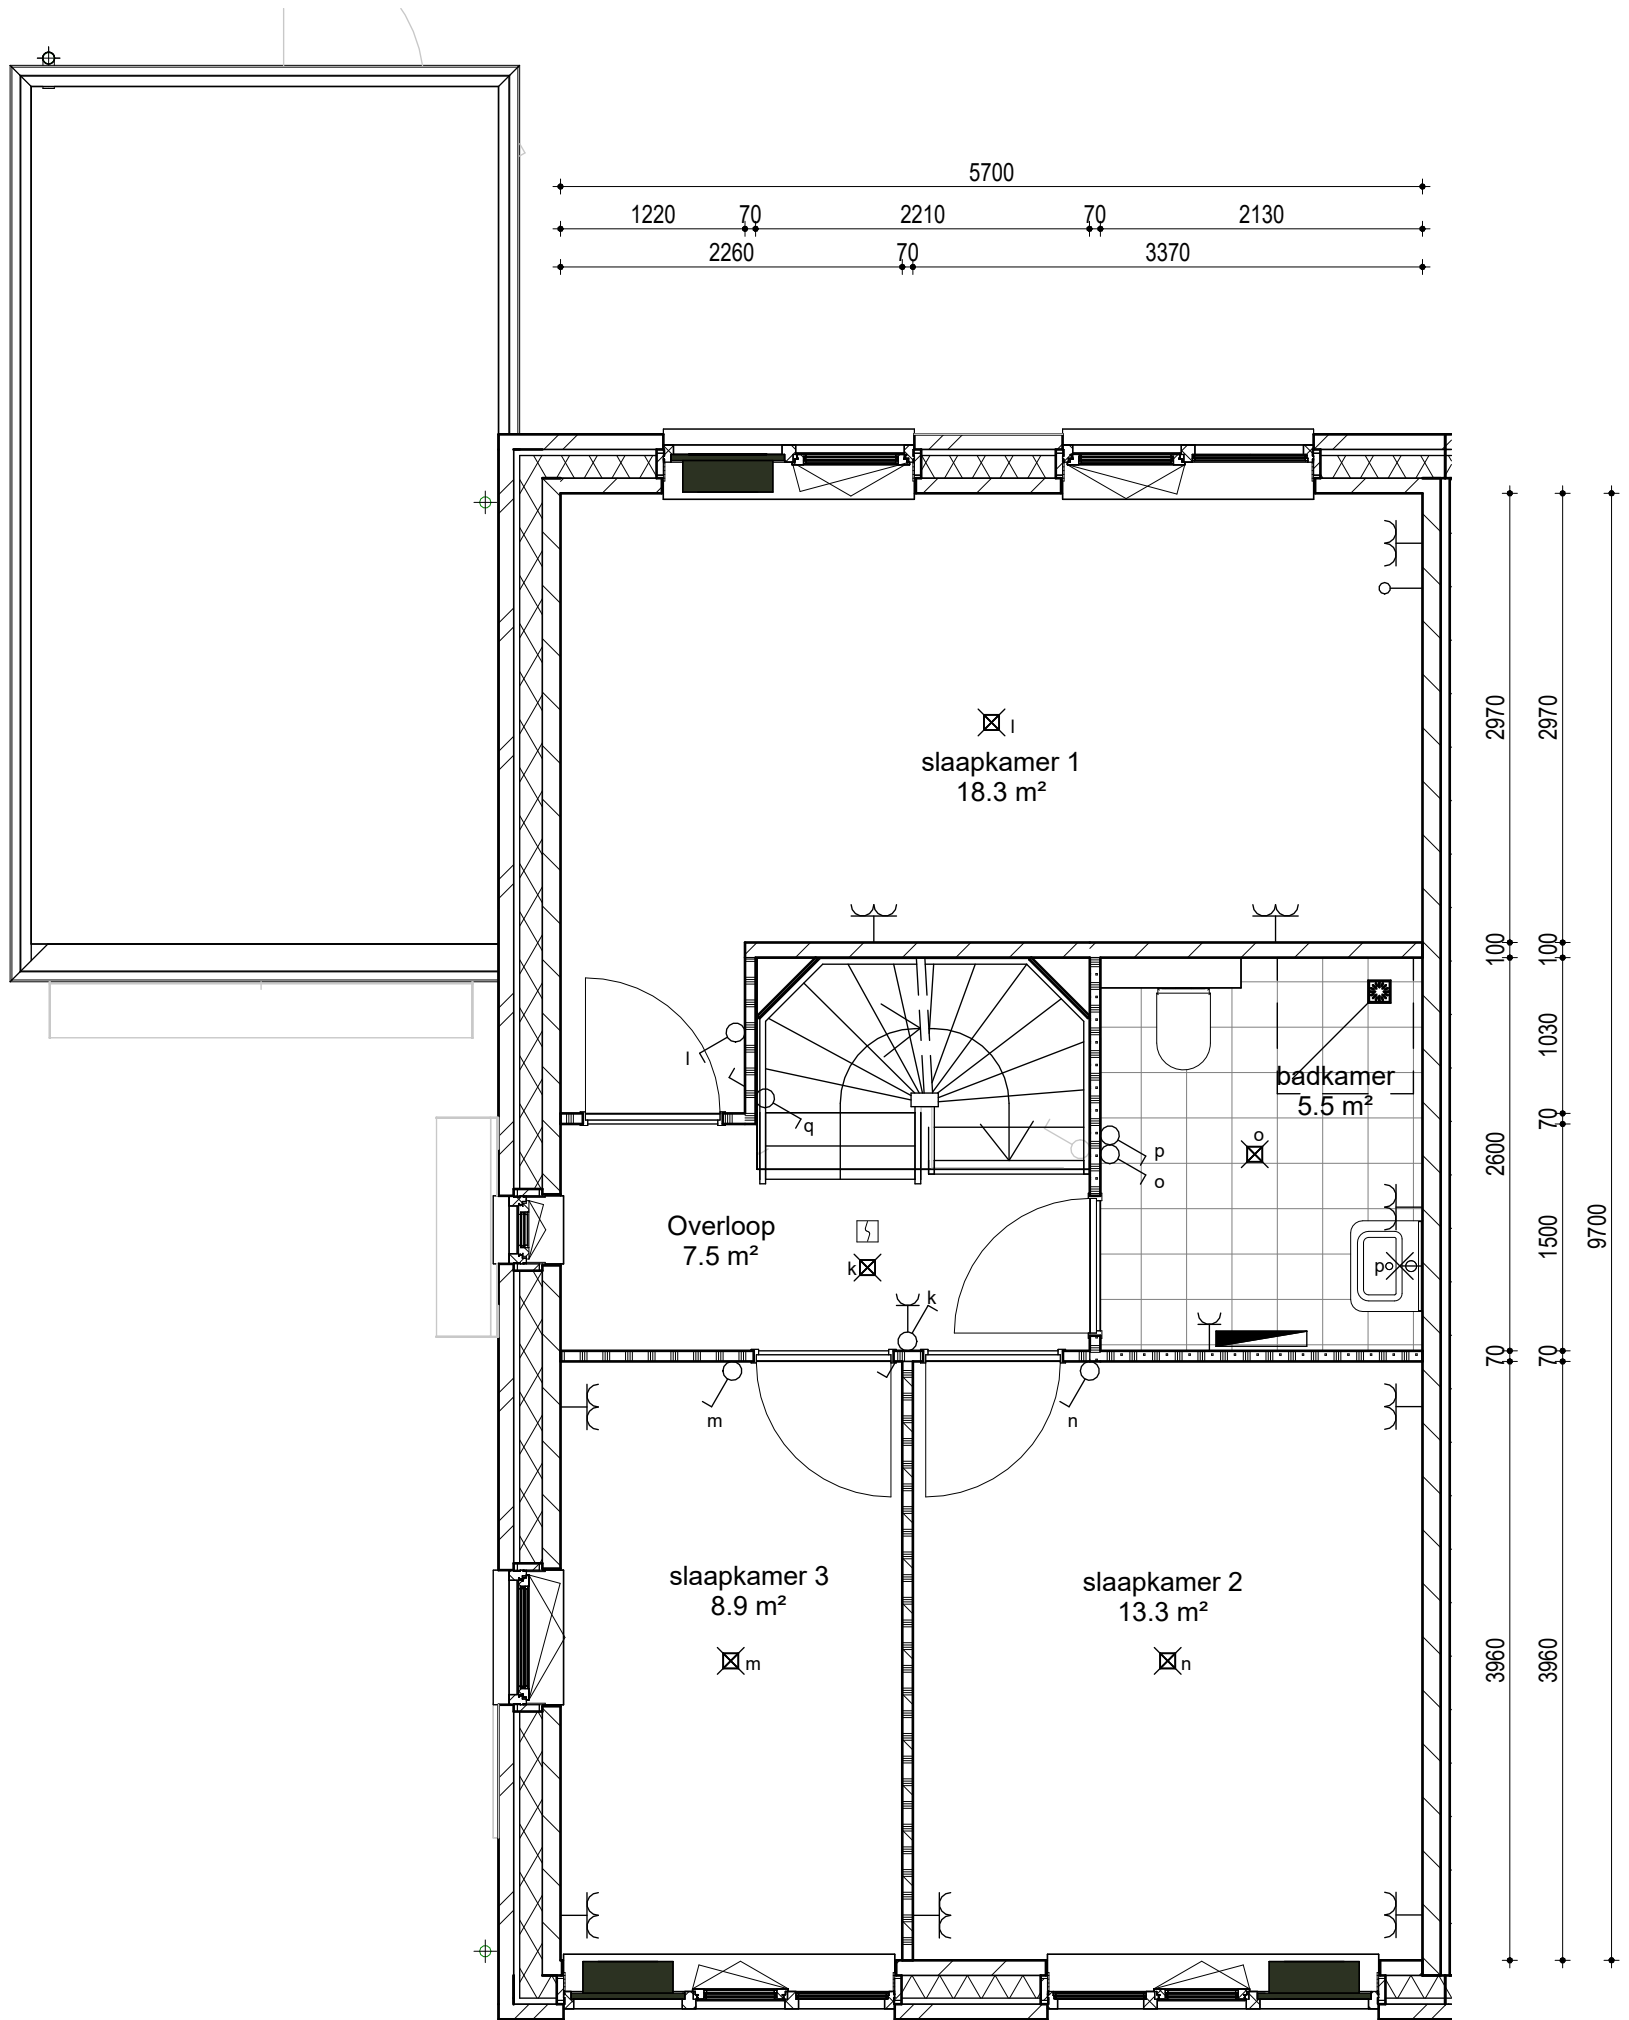 5700
1220 70 2210 70 2130
2260 70 3370
l
slaapkamer 1
18.3 m²
2970 2970
100 100
l
q
badkamer
5.5 m²
1030
70
p
o
o
2600
Overloop
7.5 m²
k
k
po
1500
9700
70 70
m
n
slaapkamer 3
8.9 m²
m
slaapkamer 2
13.3 m²
n
3960 3960